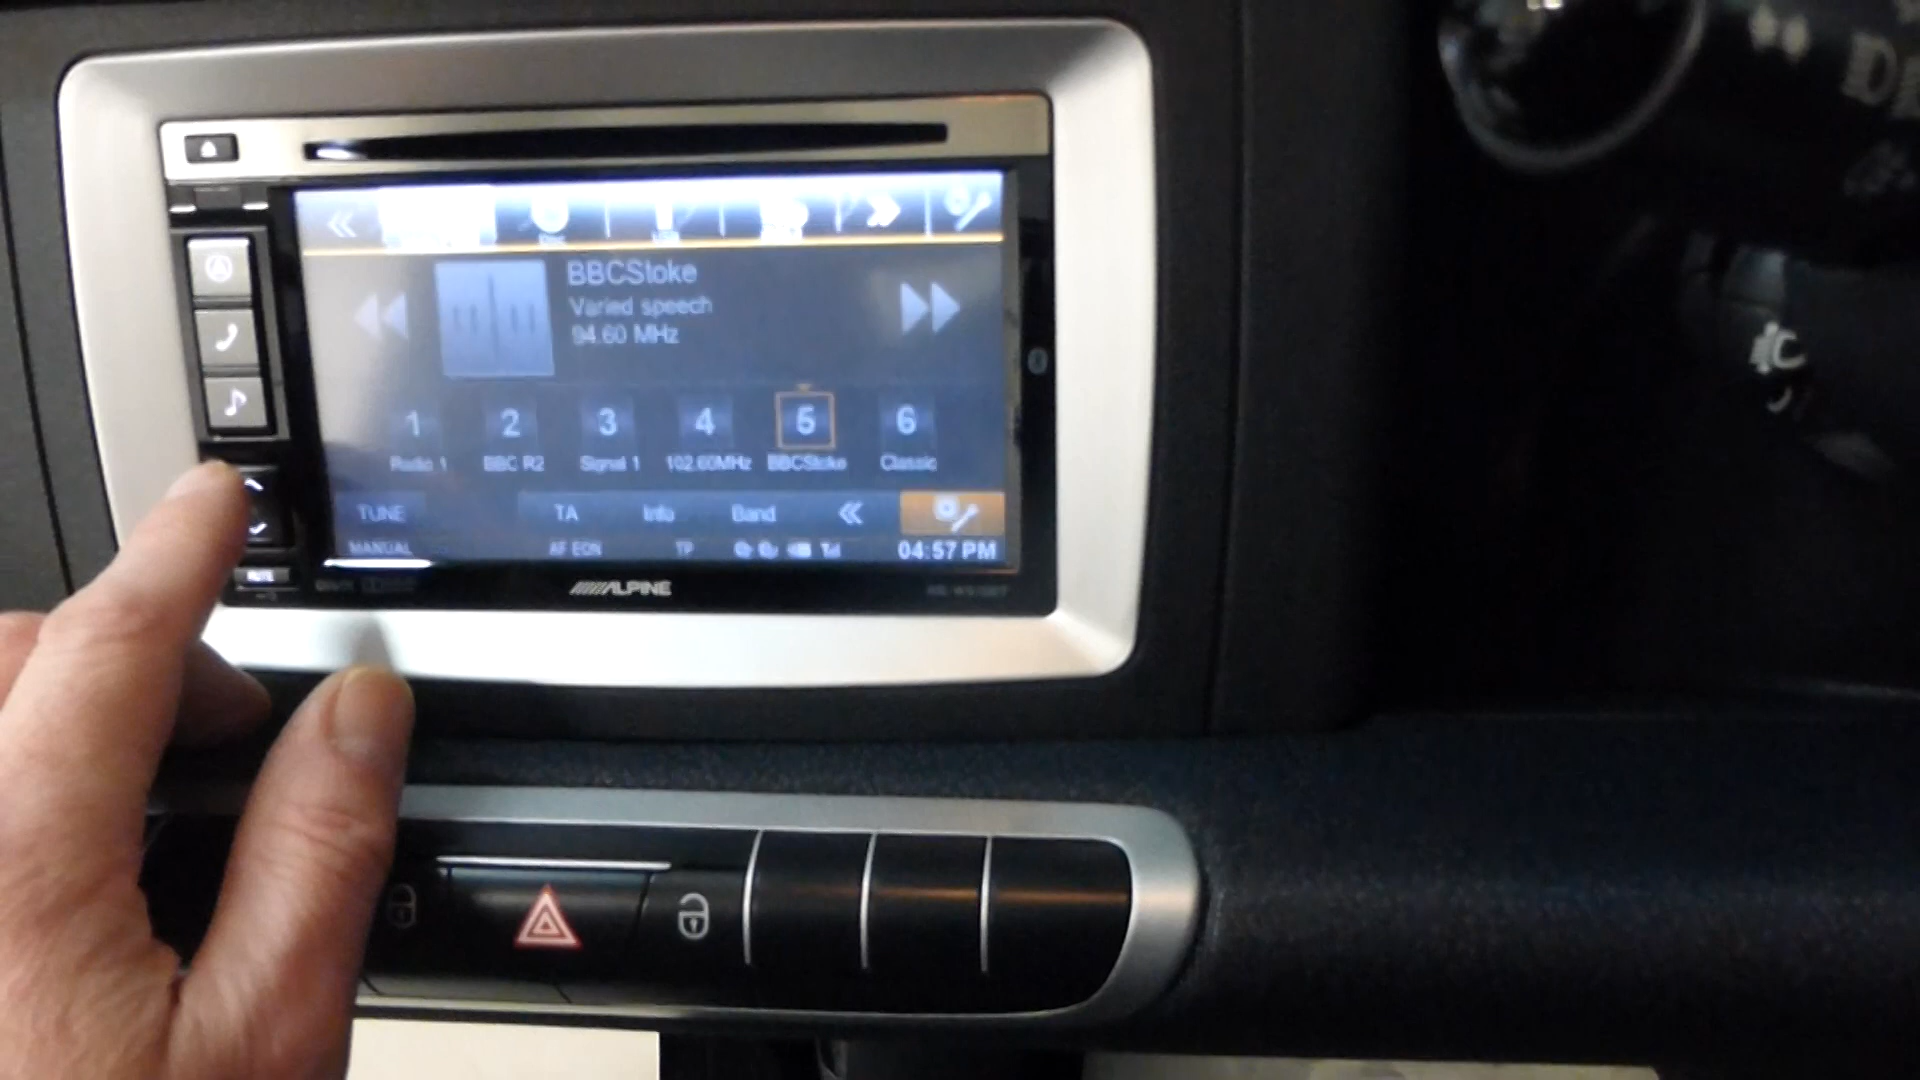 BBCStoke
Varied speech
94.60 MHz
1 2 3 4 5 6
Radio 1 BBC R2 Signal 1 102.60MHz BBCStoke Classic
TUNE TA Info Band
MANUAL AF EON TP 04:57 PM
MUTE
ALPINE